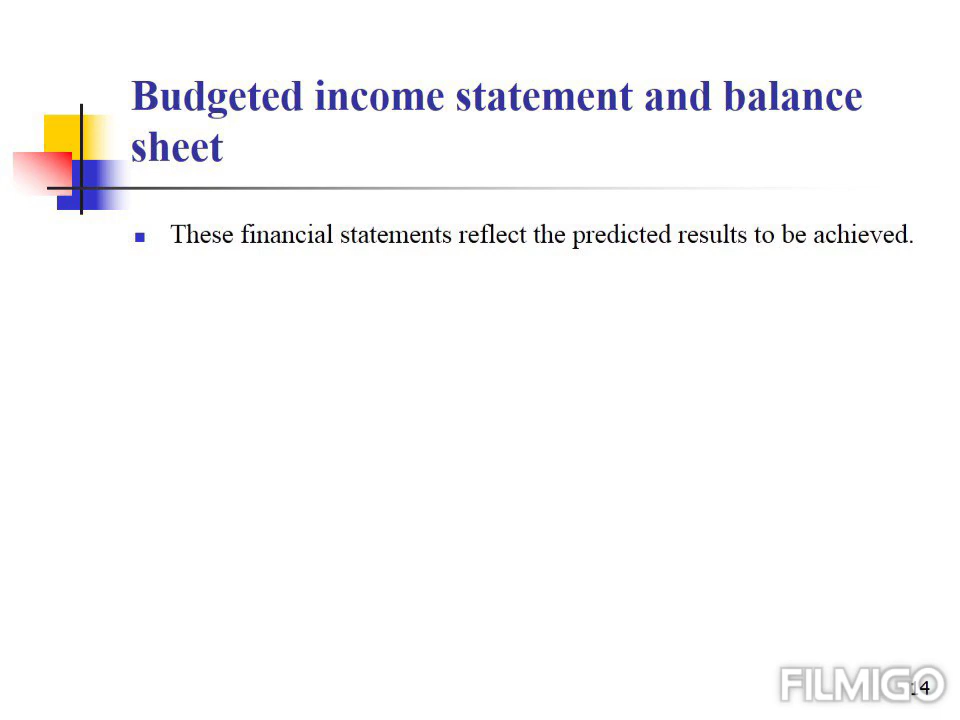 Budgeted income statement and balance
sheet
These financial statements reflect the predicted results to be achieved.
FILMIGO
14